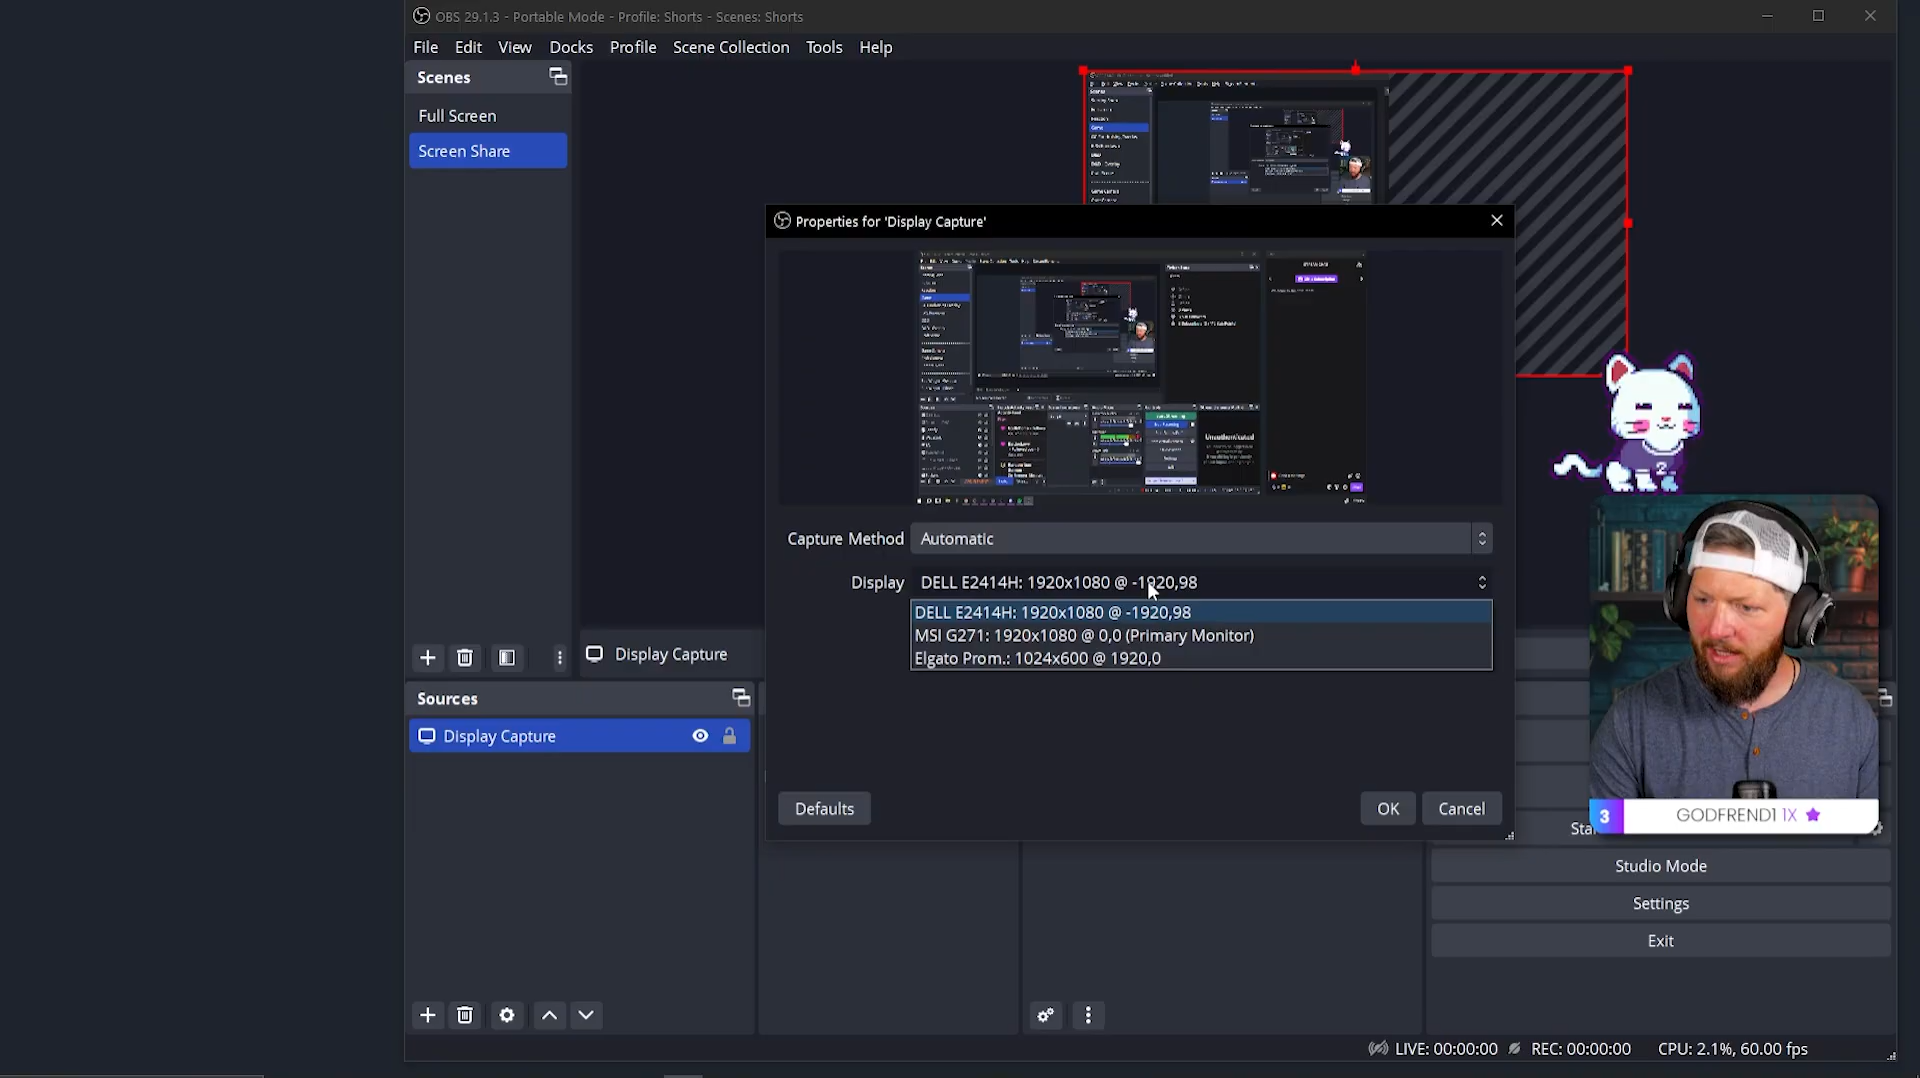 OBS 29.1.3 - Portable Mode - Profile: Shorts - Scenes: Shorts
File Edit View Docks Profile Scene Collection Tools Help
Scenes
Full Screen
Screen Share
Properties for 'Display Capture'
Unauthenticated
Capture Method Automatic
Display DELL E2414H: 1920x1080 @ -1920,98
DELL E2414H: 1920x1080 @ -1920,98
MSI G271: 1920x1080 @ 0,0 (Primary Monitor)
Elgato Prom.: 1024x600 @ 1920,0
Display Capture
Sources
Display Capture
Defaults OK Cancel
3 GODFREND1 1X
Sta
Studio Mode
Settings
Exit
LIVE: 00:00:00 REC: 00:00:00 CPU: 2.1%, 60.00 fps